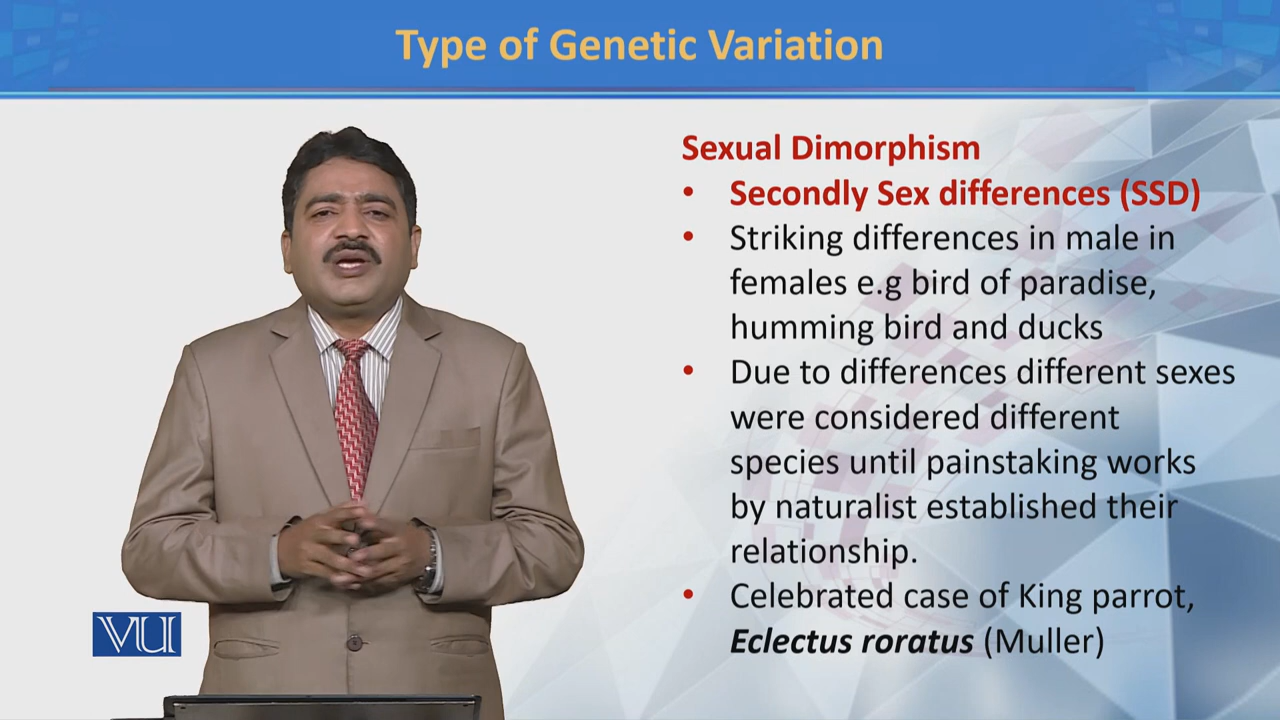 Type of Genetic Variation
Sexual Dimorphism
• Secondly Sex differences (SSD)
• Striking differences in male in
females e.g bird of paradise,
humming bird and ducks
• Due to differences different sexes
were considered different
species until painstaking works
by naturalist established their
relationship.
• Celebrated case of King parrot,
Eclectus roratus (Muller)
VU